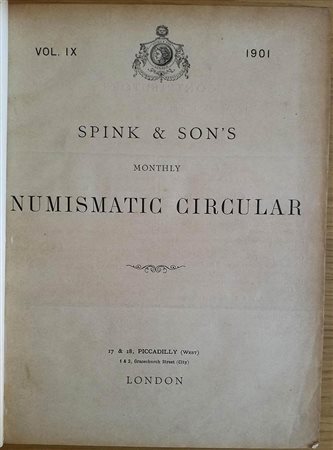 VOL. IX 1901
SPINK & SON'S
MONTHLY
NUMISMATIC CIRCULAR
17 & 18, PICCADILLY (WEST)
1 & 2, Gracechurch Street (City)
LONDON